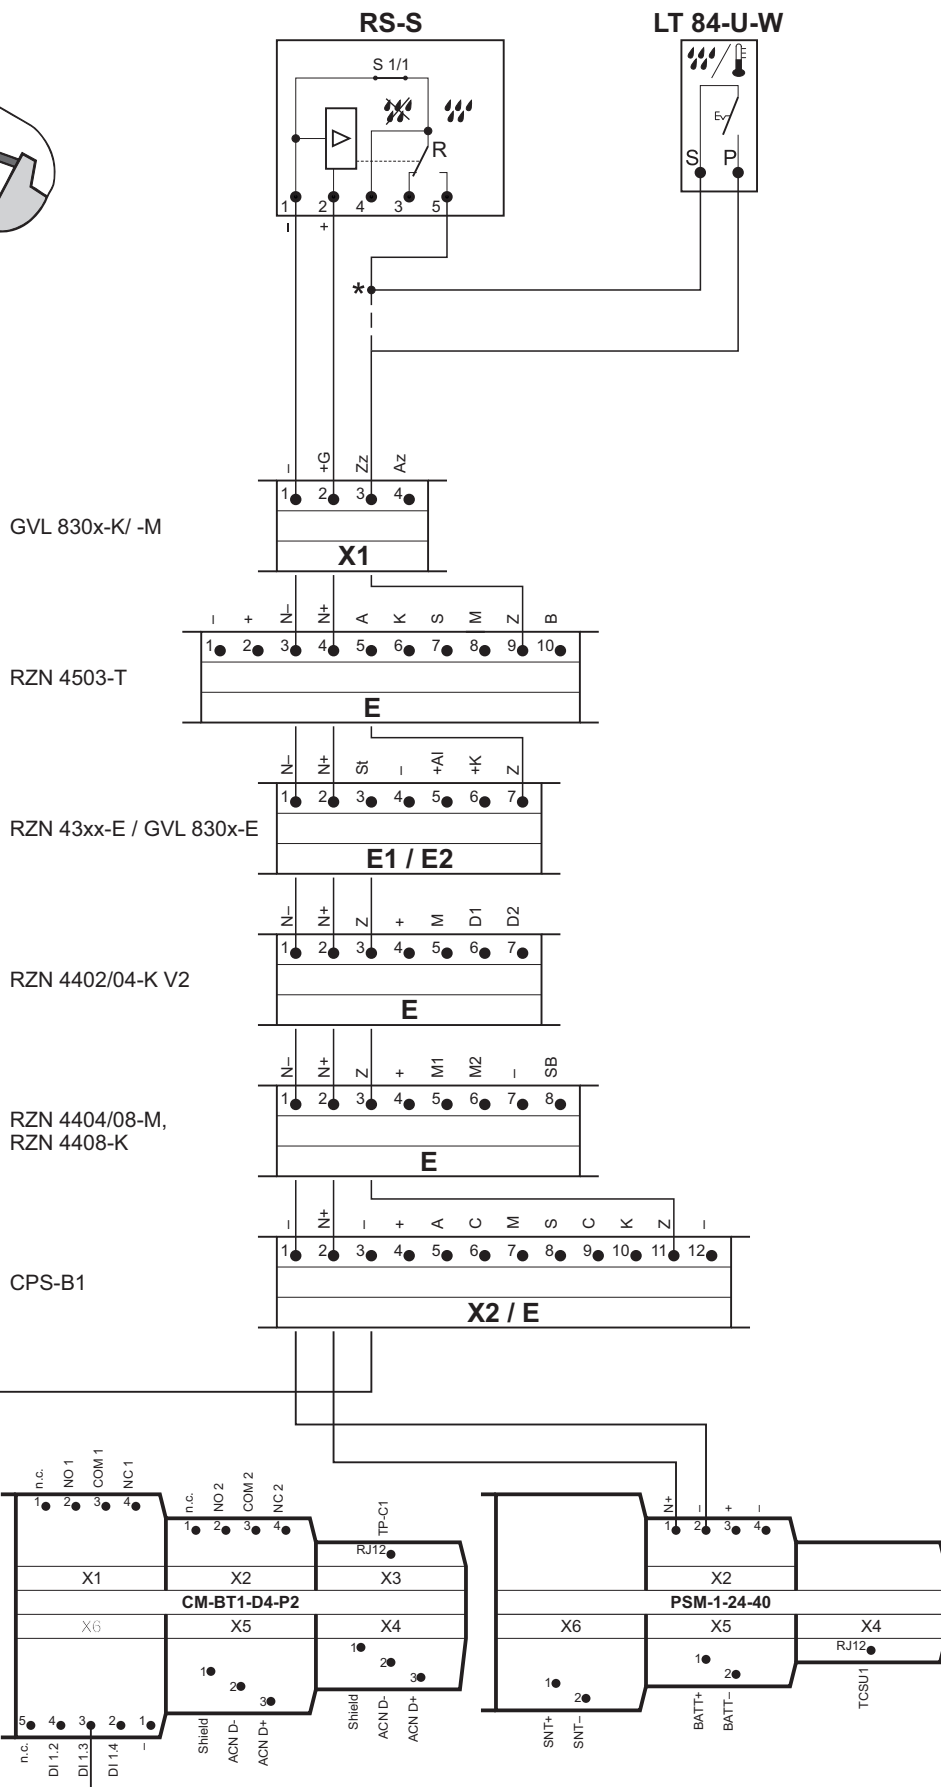 RS-S
LT 84-U-W
S 1/1
R
E
E
S P
1 2 4 3 5
– +
*
– +G Zz Az
1 2 3 4
GVL 830x-K/ -M
X1
– + N– N+ A K S M Z B
1 2 3 4 5 6 7 8 9 10
RZN 4503-T
E
N– N+ St – +Al +K Z
1 2 3 4 5 6 7
RZN 43xx-E / GVL 830x-E
E1 / E2
N– N+ Z + M D1 D2
1 2 3 4 5 6 7
RZN 4402/04-K V2
E
N– N+ Z + M1 M2 – SB
1 2 3 4 5 6 7 8
RZN 4404/08-M,
RZN 4408-K
E
– N+ – + A C M S C K Z –
1 2 3 4 5 6 7 8 9 10 11 12
CPS-B1
X2 / E
n.c. NO 1 COM 1 NC 1
1 2 3 4
n.c. NO 2 COM 2 NC 2
1 2 3 4
TP-C1
RJ12
X1 X2 X3
CM-BT1-D4-P2
X6 X5 X4
1 2 3
Shield ACN D- ACN D+
1 2 3
Shield ACN D- ACN D+
5 4 3 2 1
n.c. DI 1.2 DI 1.3 DI 1.4 –
N+ – + –
1 2 3 4
X2
PSM-1-24-40
X6 X5 X4
1 2
SNT+ SNT–
1 2
BATT+ BATT–
RJ12
TCSU1